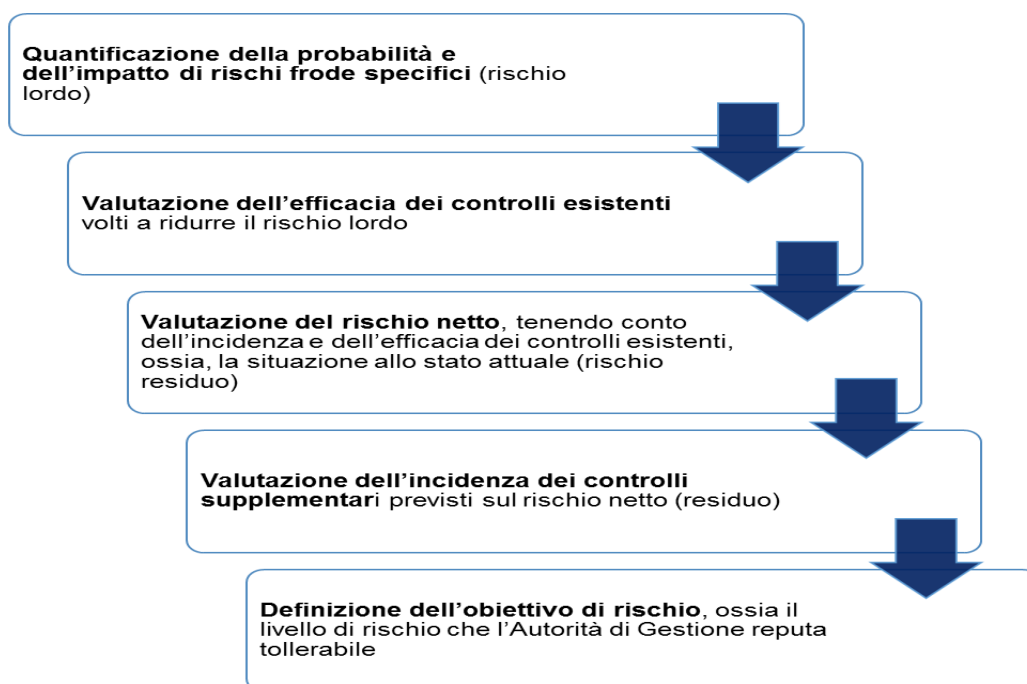 Quantificazione della probabilità e
dell’impatto di rischi frode specifici (rischio
lordo)
Valutazione dell’efficacia dei controlli esistenti
volti a ridurre il rischio lordo
Valutazione del rischio netto, tenendo conto
dell’incidenza e dell’efficacia dei controlli esistenti,
ossia, la situazione allo stato attuale (rischio
residuo)
Valutazione dell’incidenza dei controlli
supplementari previsti sul rischio netto (residuo)
Definizione dell’obiettivo di rischio, ossia il
livello di rischio che l’Autorità di Gestione reputa
tollerabile